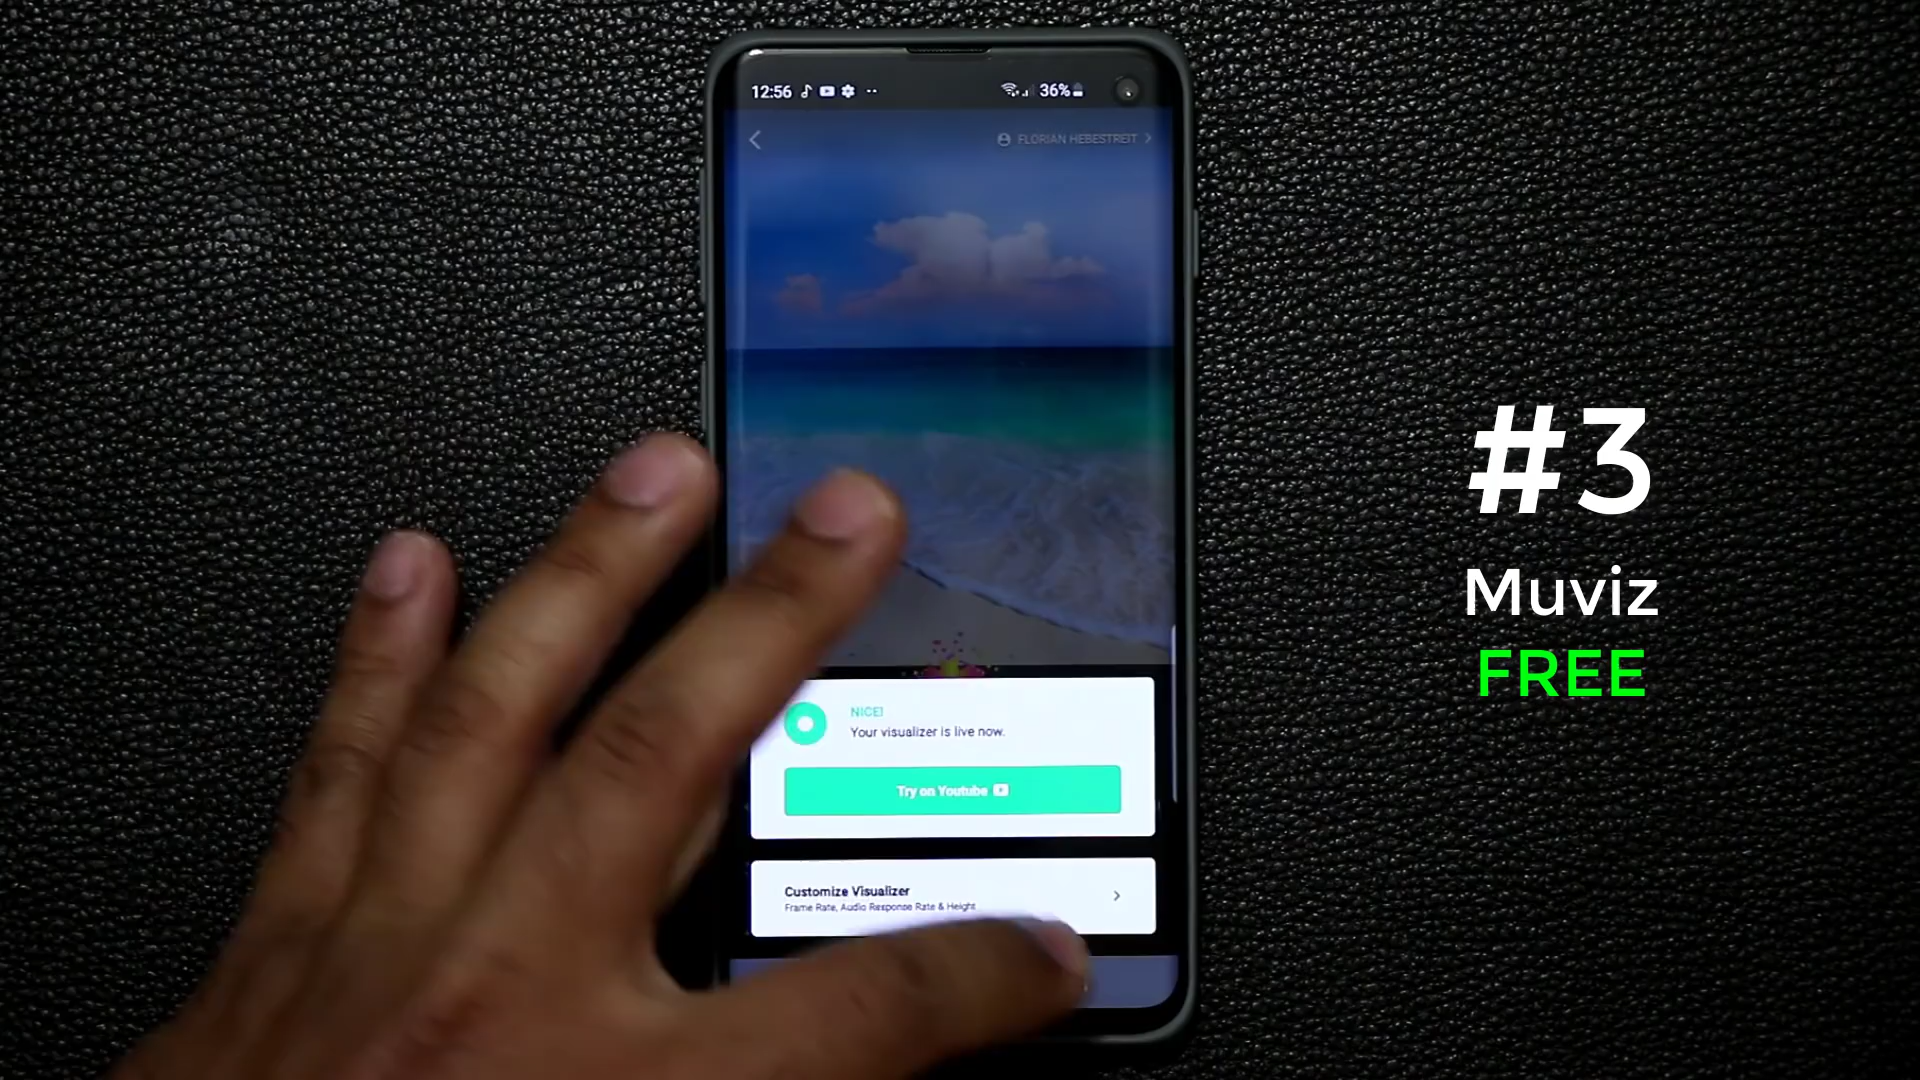 12:56
36%
FLORIAN HEBESTREIT
#3
Muviz
FREE
NICE!
Your visualizer is live now.
Try on Youtube
Customize Visualizer
Frame Rate, Audio Response Rate & Height